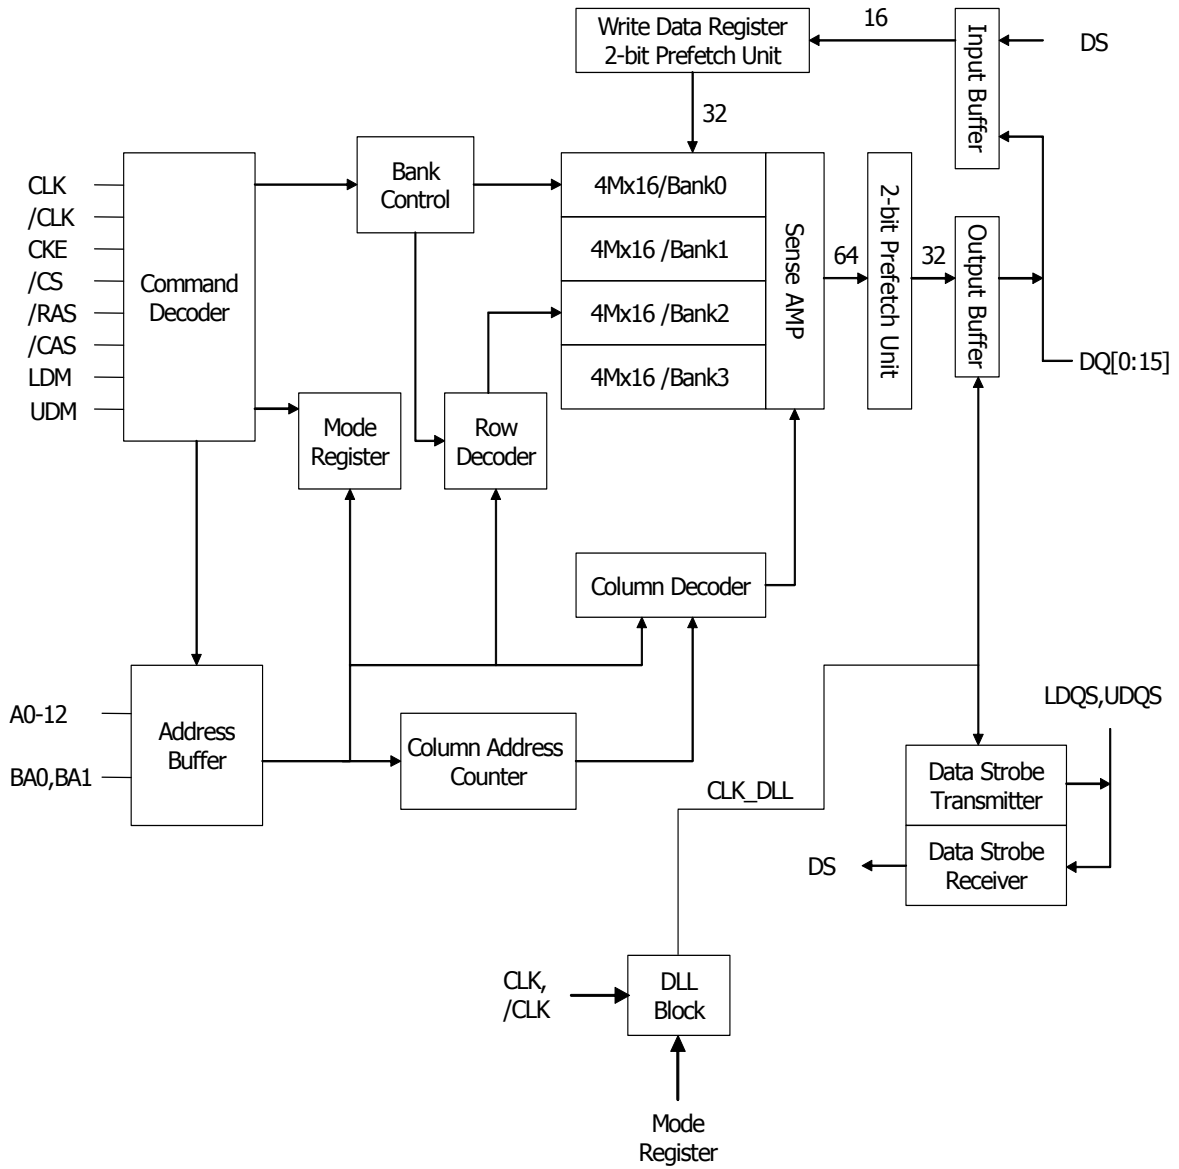 Write Data Register
2-bit Prefetch Unit
16
Input Buffer
DS
32
CLK
/CLK
CKE
/CS
/RAS
/CAS
LDM
UDM
Command
Decoder
Bank
Control
4Mx16/Bank0
4Mx16 /Bank1
4Mx16 /Bank2
4Mx16 /Bank3
Sense AMP
64
2-bit Prefetch Unit
32
Output Buffer
DQ[0:15]
Mode
Register
Row
Decoder
Column Decoder
A0-12
BA0,BA1
Address
Buffer
Column Address
Counter
LDQS,UDQS
CLK_DLL
Data Strobe
Transmitter
Data Strobe
Receiver
DS
CLK,
/CLK
DLL
Block
Mode
Register